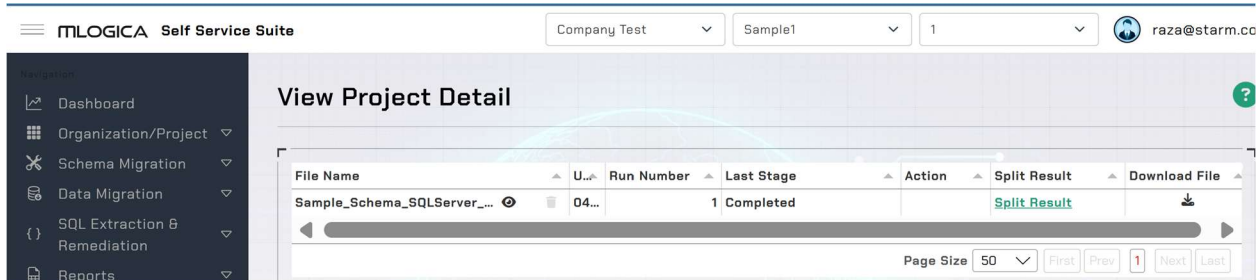 MLOGICA Self Service Suite
Company Test
Sample1
1
raza@starm.co
Navigation
Dashboard
Organization/Project
Schema Migration
Data Migration
SQL Extraction &
Remediation
Reports
View Project Detail
?
File Name U... Run Number Last Stage Action Split Result Download File
Sample_Schema_SQLServer_... 04... 1 Completed Split Result
Page Size 50 First Prev 1 Next Last